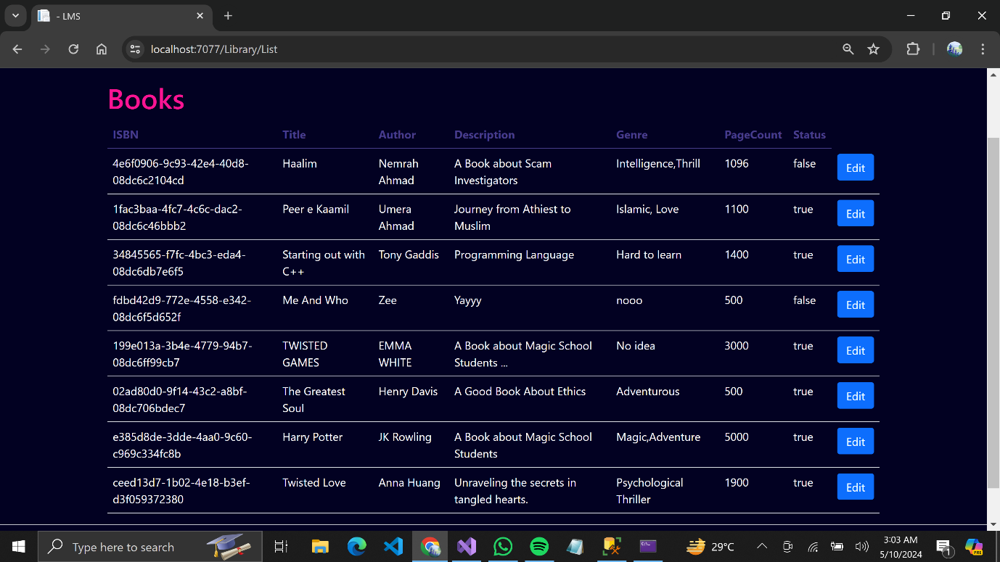 - LMS
localhost:7077/Library/List
Books
ISBN Title Author Description Genre PageCount Status
4e6f0906-9c93-42e4-40d8- Haalim Nemrah A Book about Scam Intelligence,Thrill 1096 false Edit
08dc6c2104cd Ahmad Investigators
1fac3baa-4fc7-4c6c-dac2- Peer e Kaamil Umera Journey from Athiest to Islamic, Love 1100 true Edit
08dc6c46bbb2 Ahmad Muslim
34845565-f7fc-4bc3-eda4- Starting out with Tony Gaddis Programming Language Hard to learn 1400 true Edit
08dc6db7e6f5 C++
fdbd42d9-772e-4558-e342- Me And Who Zee Yayyy nooo 500 false Edit
08dc6f5d652f
199e013a-3b4e-4779-94b7- TWISTED EMMA A Book about Magic School No idea 3000 true Edit
08dc6ff99cb7 GAMES WHITE Students ...
02ad80d0-9f14-43c2-a8bf- The Greatest Henry Davis A Good Book About Ethics Adventurous 500 true Edit
08dc706bdec7 Soul
e385d8de-3dde-4aa0-9c60- Harry Potter JK Rowling A Book about Magic School Magic,Adventure 5000 true Edit
c969c334fc8b Students
ceed13d7-1b02-4e18-b3ef- Twisted Love Anna Huang Unraveling the secrets in Psychological 1900 true Edit
d3f059372380 tangled hearts. Thriller
Type here to search 29°C 3:03 AM
5/10/2024 1 PRE